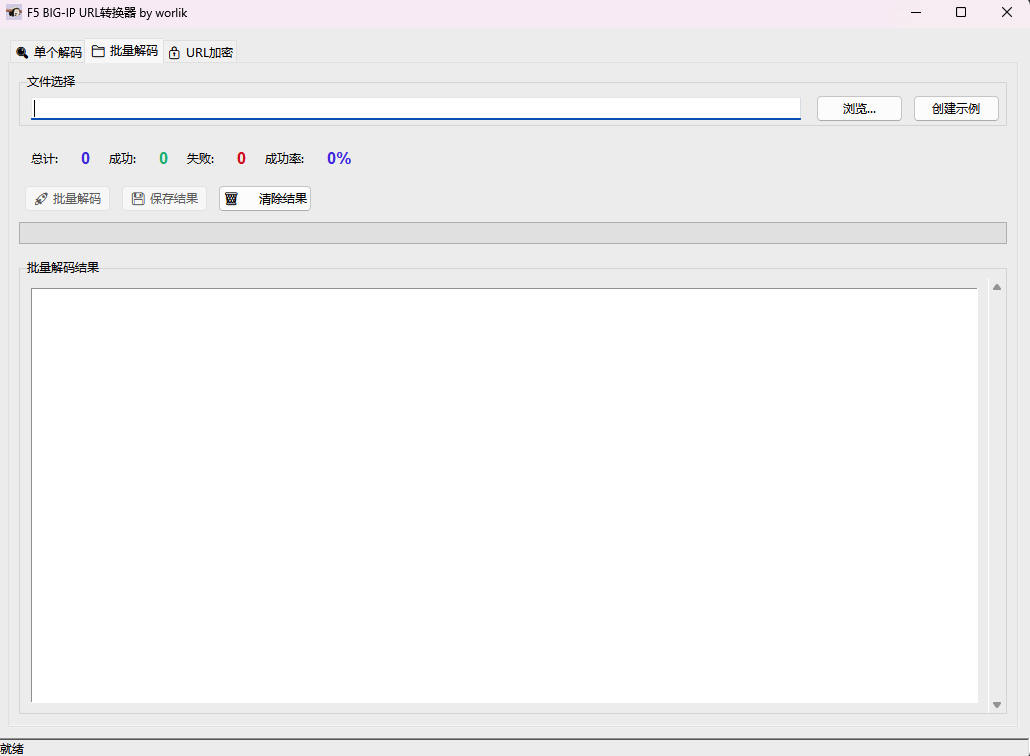 F5 BIG-IP URL转换器 by worlik
单个解码 批量解码 URL加密
文件选择
浏览... 创建示例
总计: 0 成功: 0 失败: 0 成功率: 0%
批量解码 保存结果 清除结果
批量解码结果
就绪